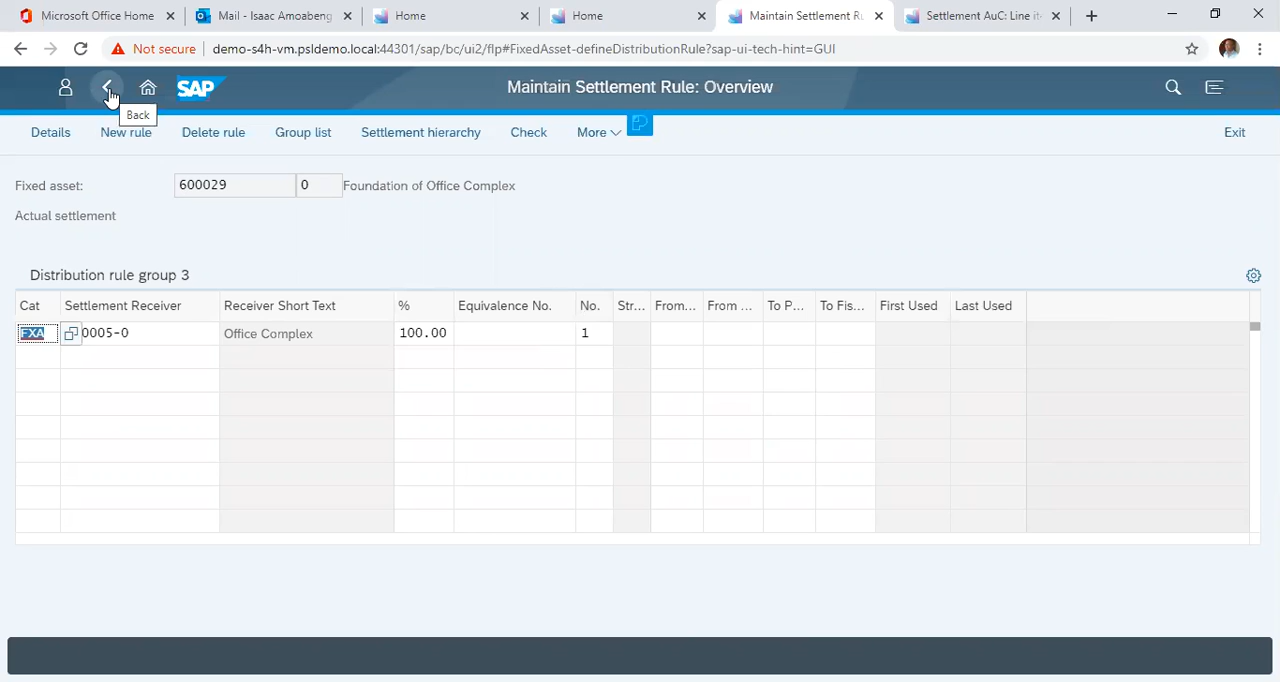 Microsoft Office Home
Mail - Isaac Amoabeng
Home
Home
Maintain Settlement Ru
Settlement AuC: Line it
Not secure
demo-s4h-vm.psldemo.local:44301/sap/bc/ui2/flp#FixedAsset-defineDistributionRule?sap-ui-tech-hint=GUI
SAP
Maintain Settlement Rule: Overview
Back
Details
New rule
Delete rule
Group list
Settlement hierarchy
Check
More
Exit
Fixed asset:
600029
0
Foundation of Office Complex
Actual settlement
Distribution rule group 3
Cat
Settlement Receiver
Receiver Short Text
%
Equivalence No.
No.
Str...
From...
From ...
To P...
To Fis...
First Used
Last Used
FXA
0005-0
Office Complex
100.00
1